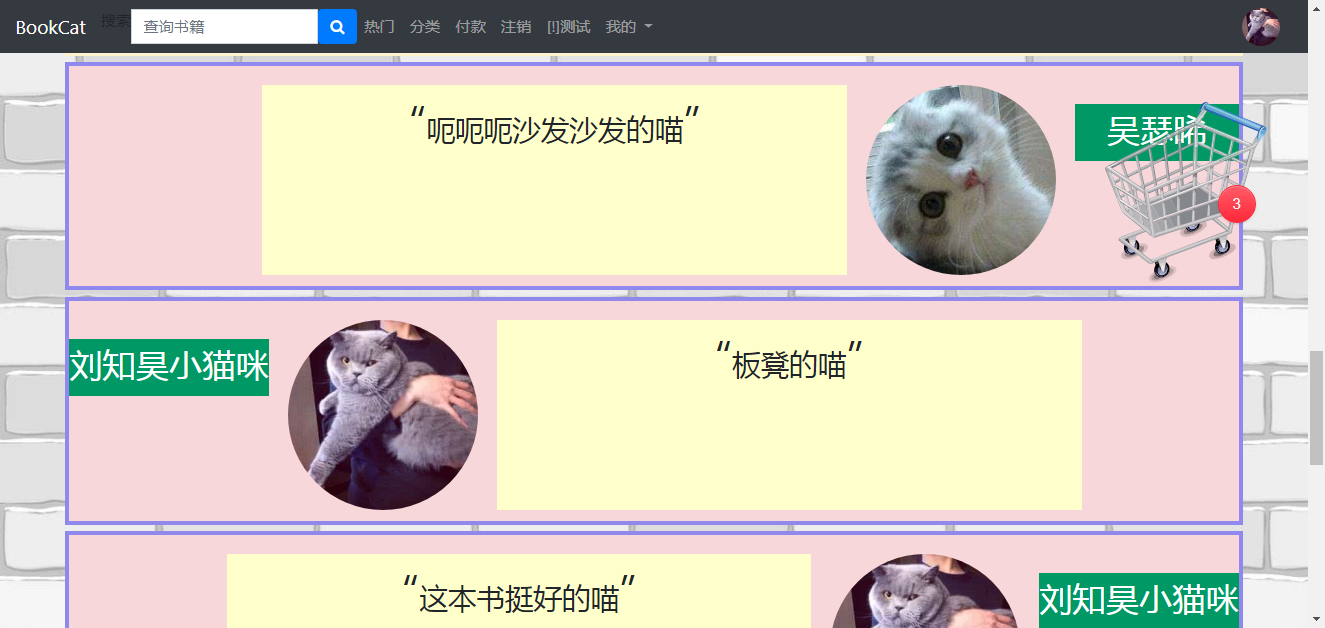 BookCat 搜索 查询书籍 热门 分类 付款 注销 [!]测试 我的
“呃呃呃沙发沙发的喵”
吴瑟唏
3
刘知昊小猫咪
“板凳的喵”
“这本书挺好的喵”
刘知昊小猫咪